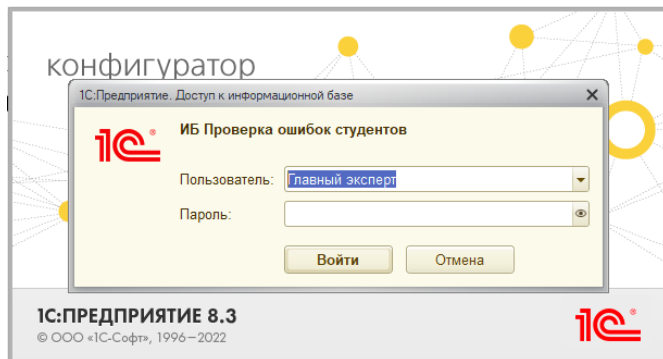 конфигуратор
1С:Предприятие. Доступ к информационной базе
1С
ИБ Проверка ошибок студентов
Пользователь: Главный эксперт
Пароль:
Войти Отмена
1С:ПРЕДПРИЯТИЕ 8.3
© ООО «1С-Софт», 1996–2022
1С